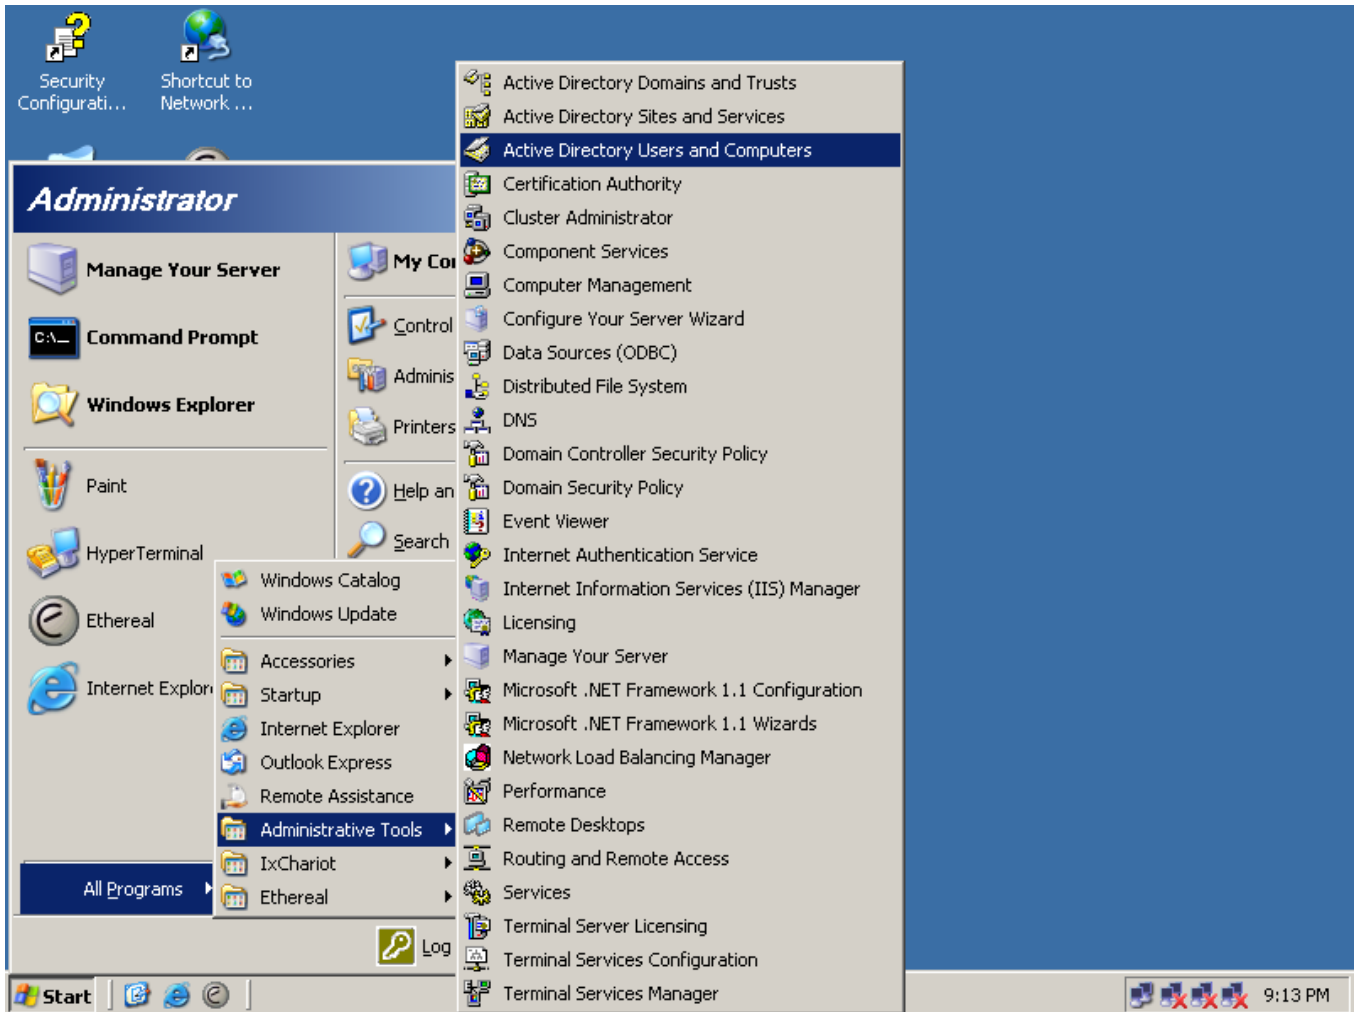 Security
Configurati...
Shortcut to
Network ...
Administrator
Manage Your Server
Command Prompt
Windows Explorer
Paint
HyperTerminal
Ethereal
Internet Explor
All Programs
My Co
Control
Adminis
Printers
Help an
Search
Log
Windows Catalog
Windows Update
Accessories
Startup
Internet Explorer
Outlook Express
Remote Assistance
Administrative Tools
IxChariot
Ethereal
Active Directory Domains and Trusts
Active Directory Sites and Services
Active Directory Users and Computers
Certification Authority
Cluster Administrator
Component Services
Computer Management
Configure Your Server Wizard
Data Sources (ODBC)
Distributed File System
DNS
Domain Controller Security Policy
Domain Security Policy
Event Viewer
Internet Authentication Service
Internet Information Services (IIS) Manager
Licensing
Manage Your Server
Microsoft .NET Framework 1.1 Configuration
Microsoft .NET Framework 1.1 Wizards
Network Load Balancing Manager
Performance
Remote Desktops
Routing and Remote Access
Services
Terminal Server Licensing
Terminal Services Configuration
Terminal Services Manager
Start
9:13 PM